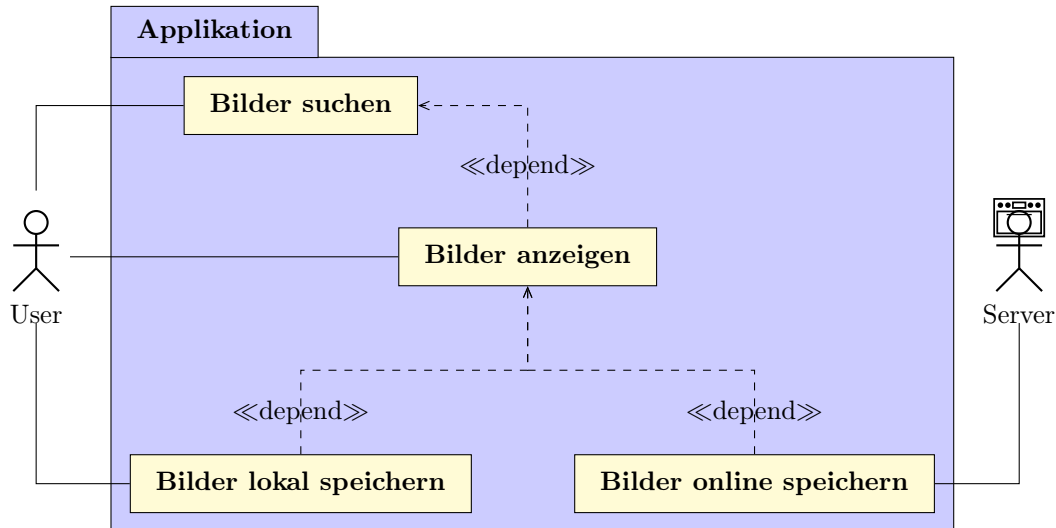 Applikation
Bilder suchen
≪depend≫
Bilder anzeigen
User
Server
≪depend≫
≪depend≫
Bilder lokal speichern
Bilder online speichern